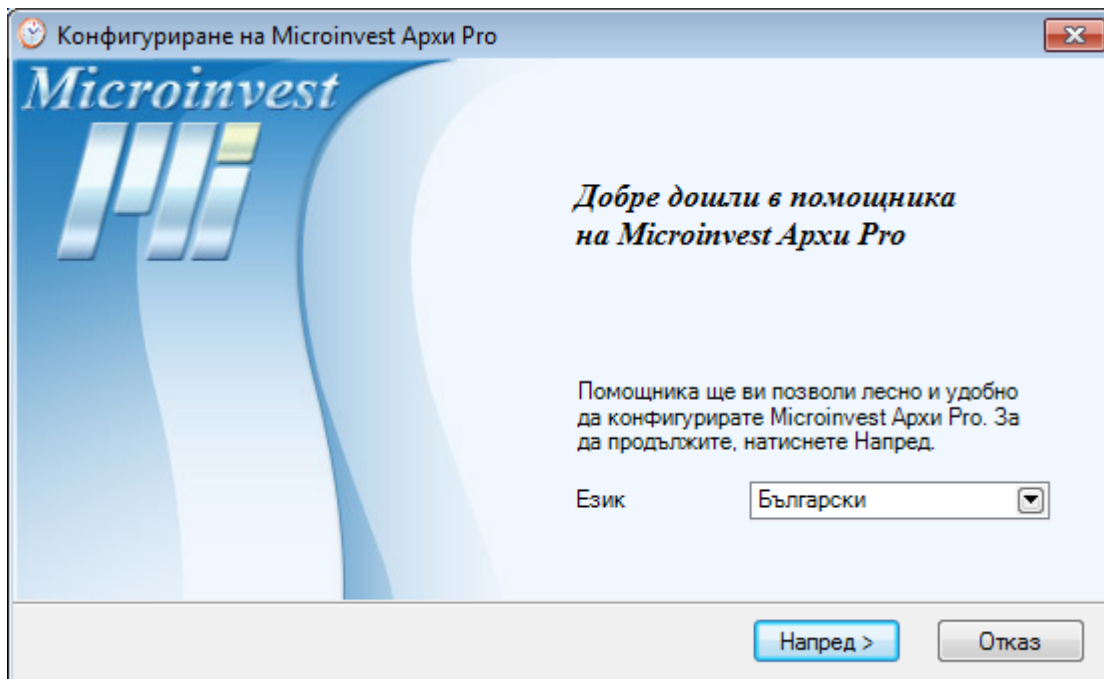 Конфигуриране на Microinvest Архи Pro
Microinvest
Добре дошли в помощника
на Microinvest Архи Pro
Помощника ще ви позволи лесно и удобно
да конфигурирате Microinvest Архи Pro. За
да продължите, натиснете Напред.
Език Български
Напред > Отказ